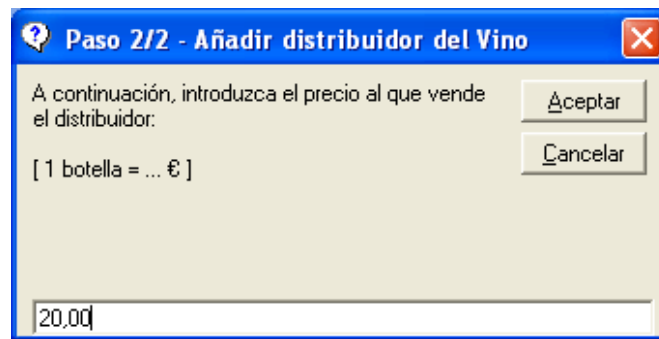 Paso 2/2 - Añadir distribuidor del Vino
A continuación, introduzca el precio al que vende
el distribuidor:
[ 1 botella = ... € ]
Aceptar
Cancelar
20,00